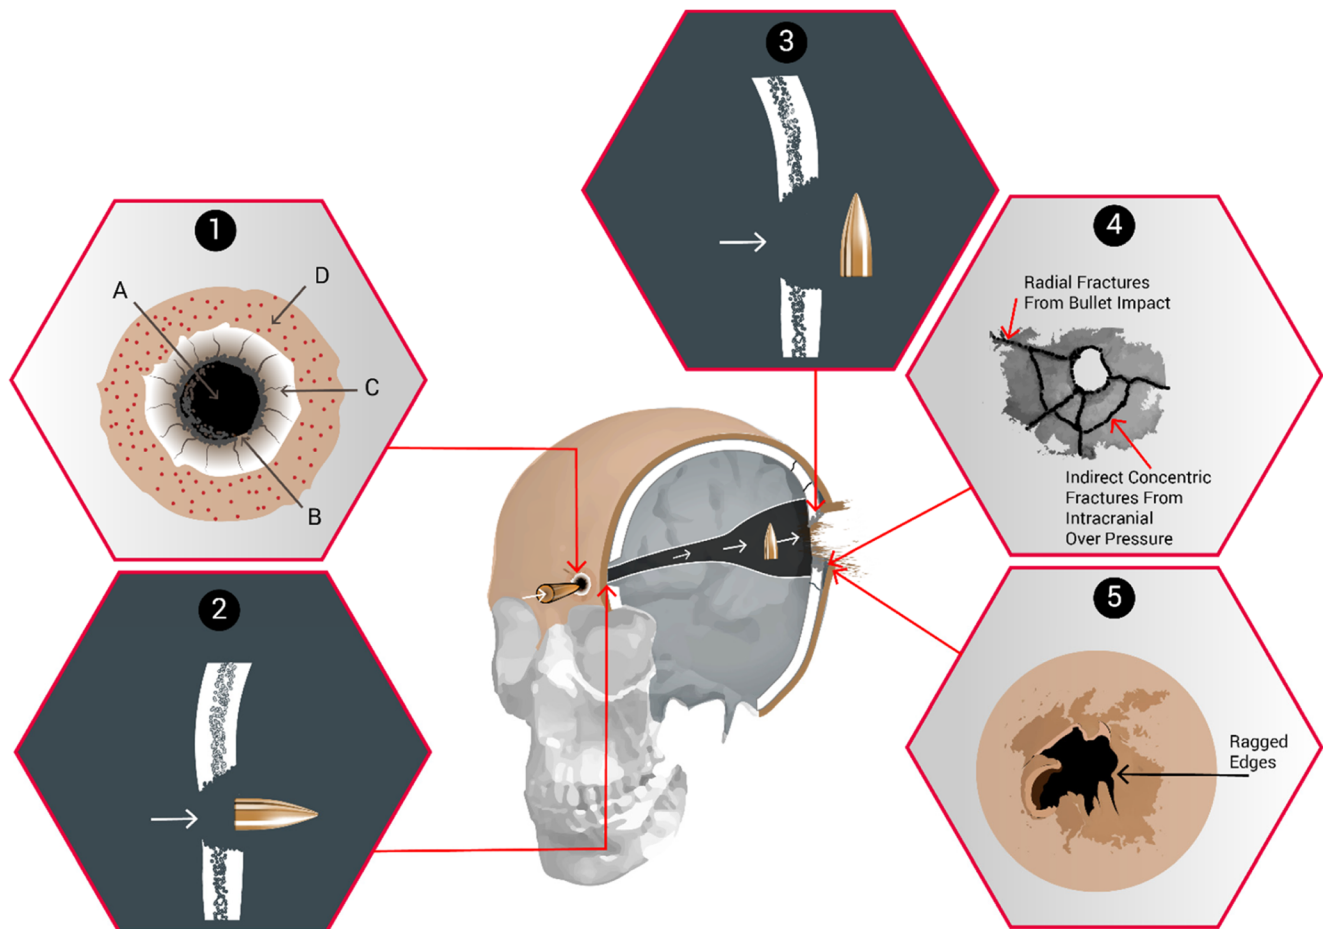 3
1
A
D
C
B
4
Radial Fractures
From Bullet Impact
Indirect Concentric
Fractures From
Intracranial
Over Pressure
2
5
Ragged
Edges